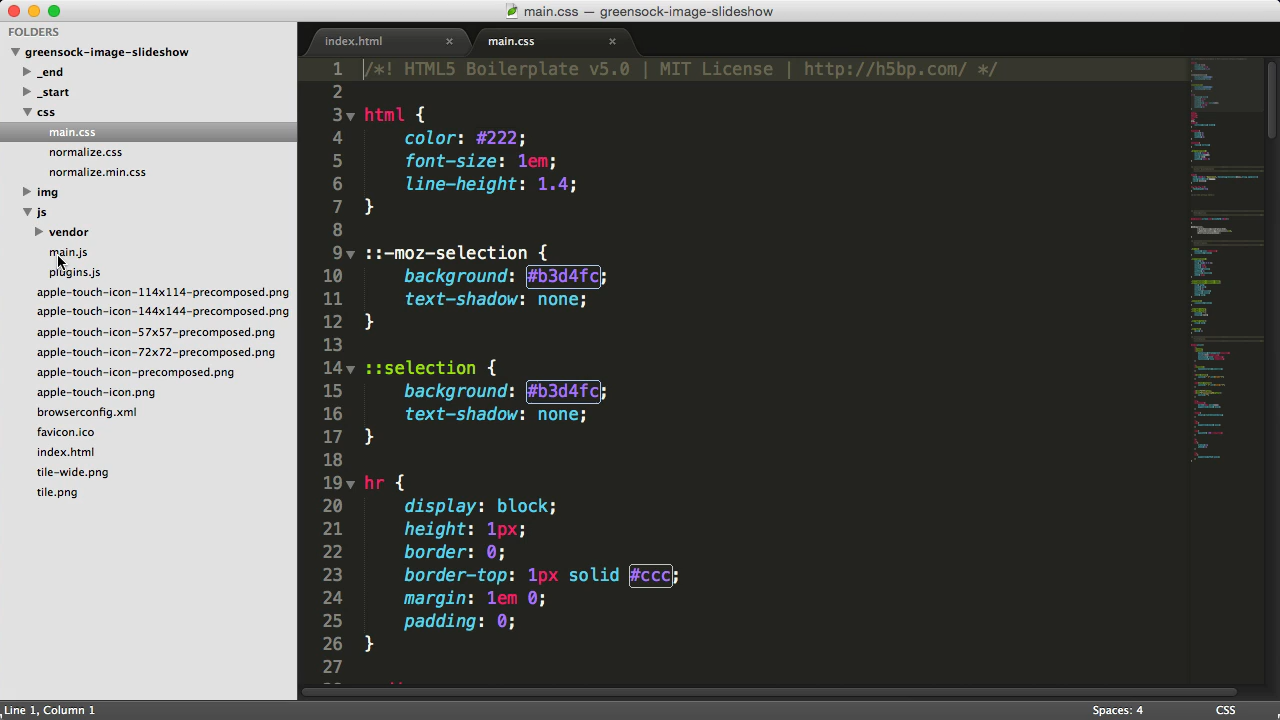 main.css — greensock-image-slideshow
FOLDERS
greensock-image-slideshow
_end
_start
css
main.css
normalize.css
normalize.min.css
img
js
vendor
main.js
plugins.js
apple-touch-icon-114x114-precomposed.png
apple-touch-icon-144x144-precomposed.png
apple-touch-icon-57x57-precomposed.png
apple-touch-icon-72x72-precomposed.png
apple-touch-icon-precomposed.png
apple-touch-icon.png
browserconfig.xml
favicon.ico
index.html
tile-wide.png
tile.png
index.html × main.css ×
1 /*! HTML5 Boilerplate v5.0 | MIT License | http://h5bp.com/ */
2
3 html {
4 color: #222;
5 font-size: 1em;
6 line-height: 1.4;
7 }
8
9 ::-moz-selection {
10 background: #b3d4fc;
11 text-shadow: none;
12 }
13
14 ::selection {
15 background: #b3d4fc;
16 text-shadow: none;
17 }
18
19 hr {
20 display: block;
21 height: 1px;
22 border: 0;
23 border-top: 1px solid #ccc;
24 margin: 1em 0;
25 padding: 0;
26 }
27
Line 1, Column 1 Spaces: 4 CSS